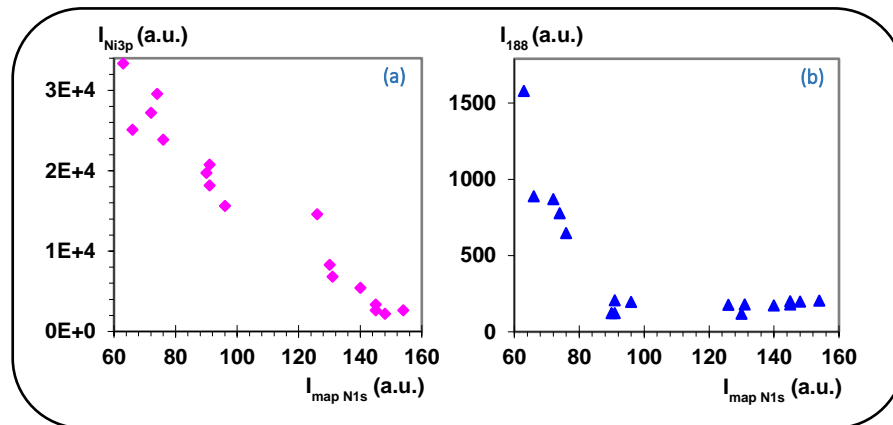 I_Ni3p (a.u.)
(a)
3E+4
2E+4
1E+4
0E+0
60 80 100 120 140 160
I_map N1s (a.u.)
I_188 (a.u.)
(b)
1500
1000
500
0
60 80 100 120 140 160
I_map N1s (a.u.)